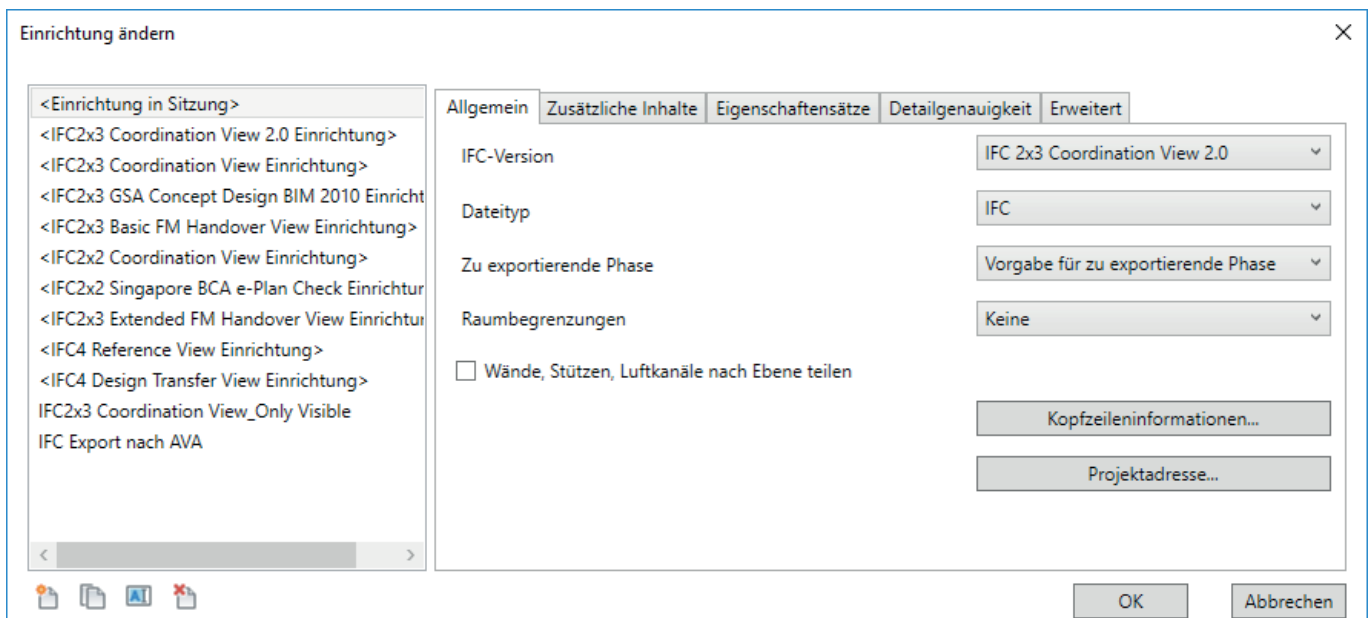 Einrichtung ändern
<Einrichtung in Sitzung>
<IFC2x3 Coordination View 2.0 Einrichtung>
<IFC2x3 Coordination View Einrichtung>
<IFC2x3 GSA Concept Design BIM 2010 Einricht
<IFC2x3 Basic FM Handover View Einrichtung>
<IFC2x2 Coordination View Einrichtung>
<IFC2x2 Singapore BCA e-Plan Check Einrichtur
<IFC2x3 Extended FM Handover View Einrichtur
<IFC4 Reference View Einrichtung>
<IFC4 Design Transfer View Einrichtung>
IFC2x3 Coordination View_Only Visible
IFC Export nach AVA
Allgemein Zusätzliche Inhalte Eigenschaftensätze Detailgenauigkeit Erweitert
IFC-Version IFC 2x3 Coordination View 2.0
Dateityp IFC
Zu exportierende Phase Vorgabe für zu exportierende Phase
Raumbegrenzungen Keine
Wände, Stützen, Luftkanäle nach Ebene teilen
Kopfzeileninformationen...
Projektadresse...
OK Abbrechen